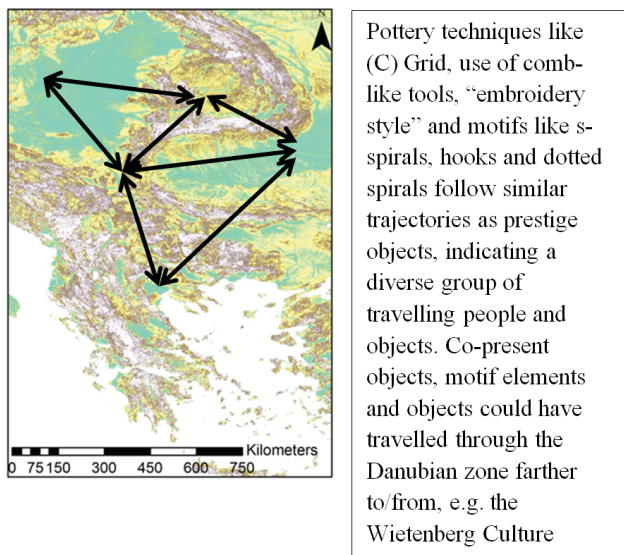 N
Kilometers
0 75 150 300 450 600 750
Pottery techniques like
(C) Grid, use of comb-
like tools, “embroidery
style” and motifs like s-
spirals, hooks and dotted
spirals follow similar
trajectories as prestige
objects, indicating a
diverse group of
travelling people and
objects. Co-present
objects, motif elements
and objects could have
travelled through the
Danubian zone farther
to/from, e.g. the
Wietenberg Culture